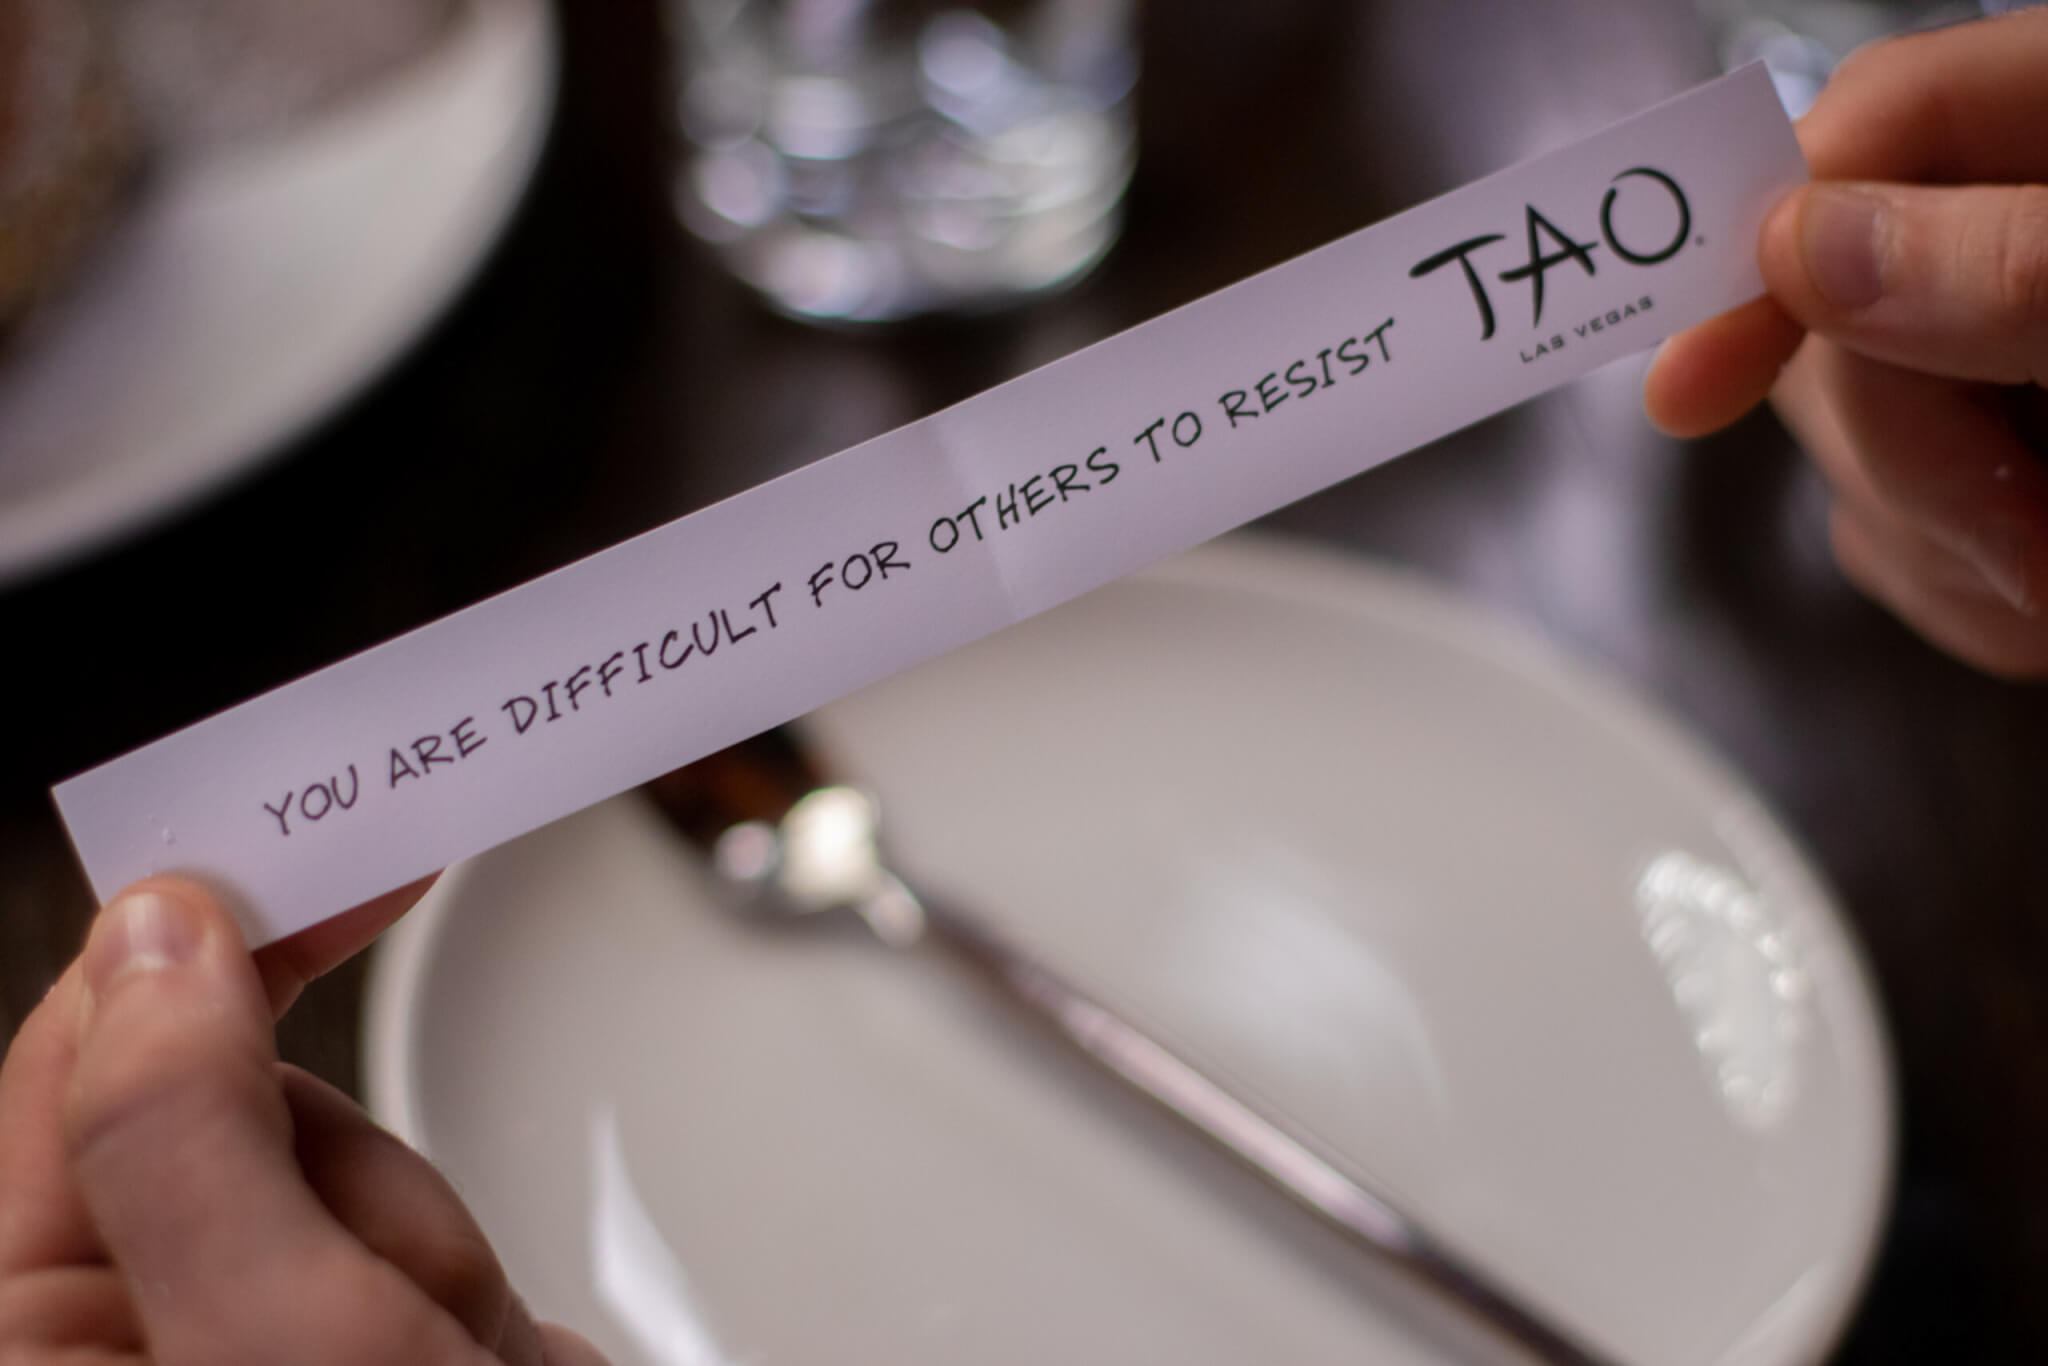 YOU ARE DIFFICULT FOR OTHERS TO RESIST
TAO®
LAS VEGAS